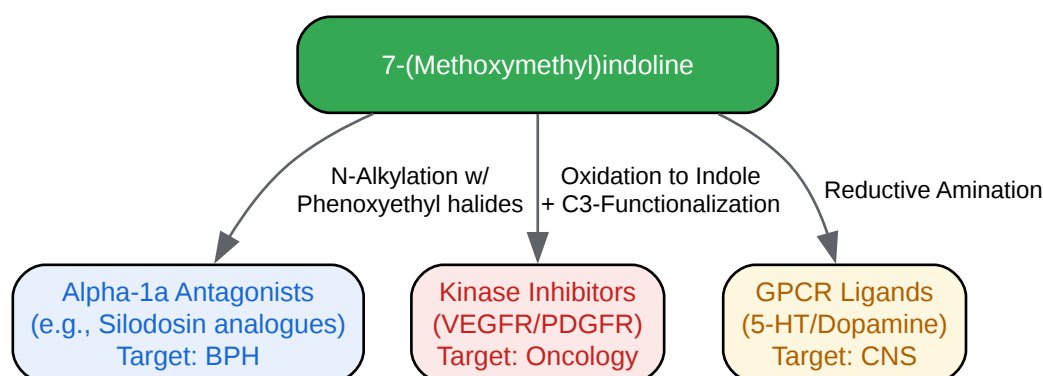 7-(Methoxymethyl)indoline
N-Alkylation w/
Phenoxyethyl halides
Oxidation to Indole
+ C3-Functionalization
Reductive Amination
Alpha-1a Antagonists
(e.g., Silodosin analogues)
Target: BPH
Kinase Inhibitors
(VEGFR/PDGFR)
Target: Oncology
GPCR Ligands
(5-HT/Dopamine)
Target: CNS